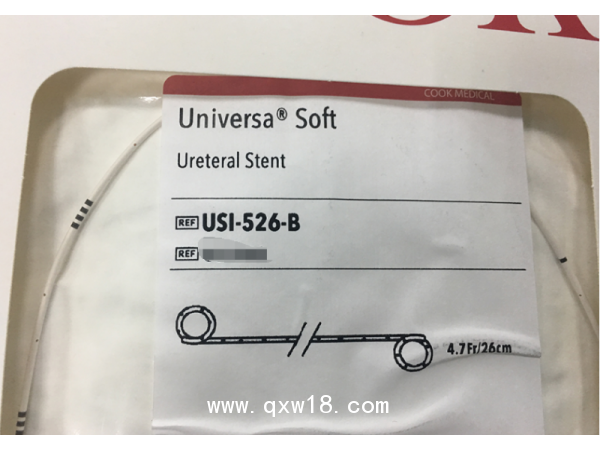 COOK MEDICAL
Universa® Soft
Ureteral Stent
REF USI-526-B
REF
4.7Fr/26cm
www.qxw18.com